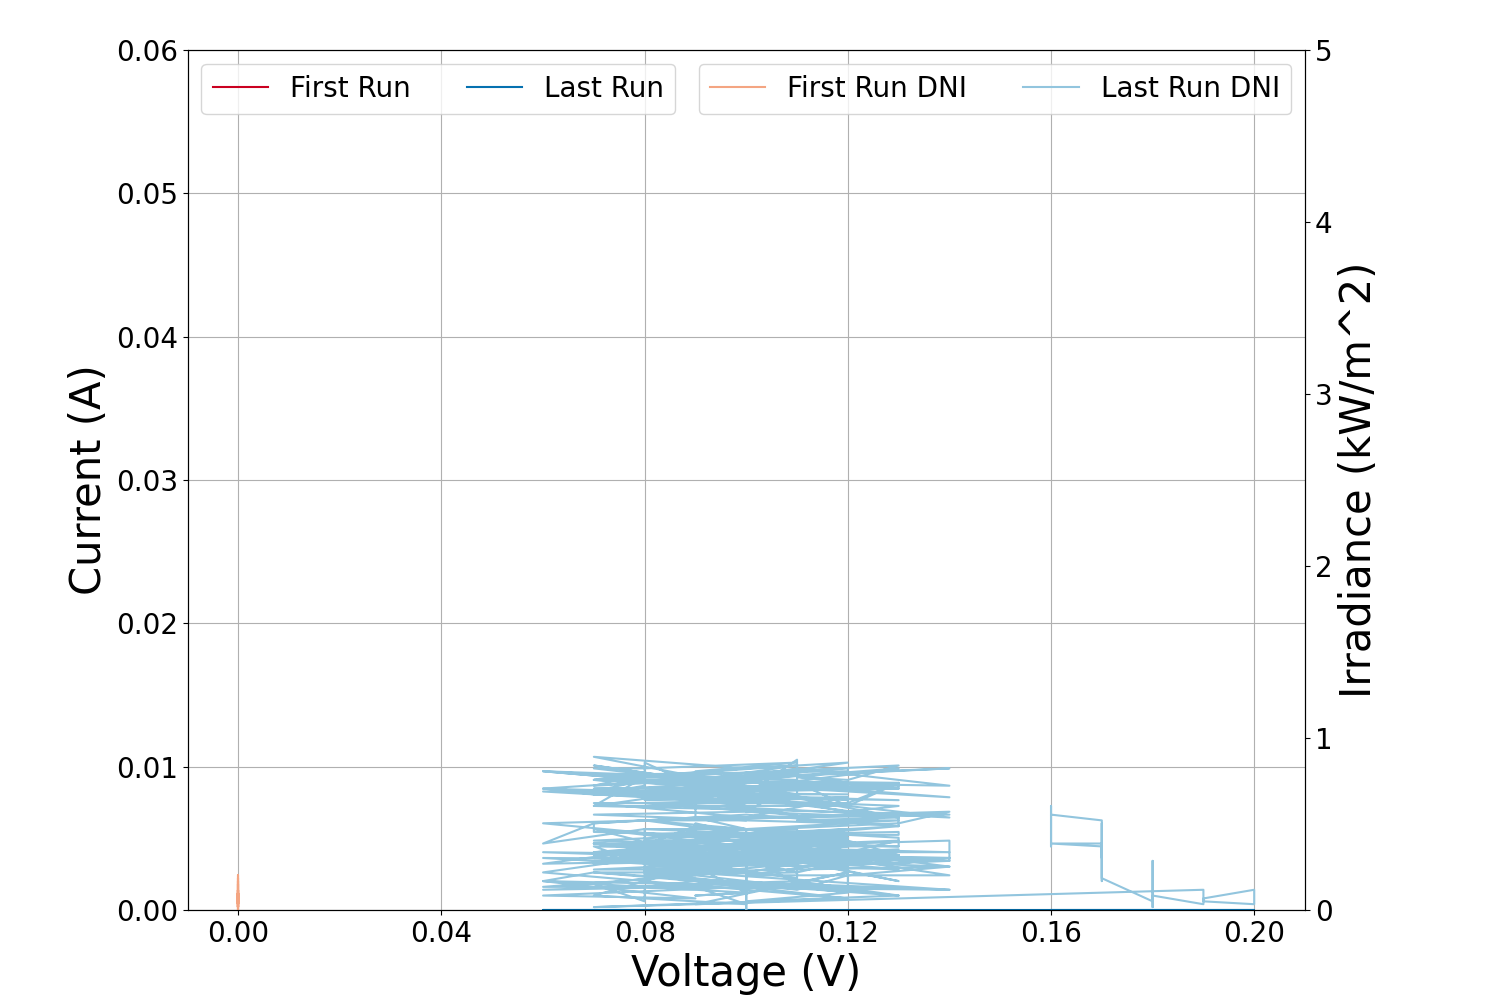 First Run
Last Run
First Run DNI
Last Run DNI
0.06
0.05
0.04
0.03
0.02
0.01
0.00
Current (A)
5
4
3
2
1
0
Irradiance (kW/m^2)
0.00 0.04 0.08 0.12 0.16 0.20
Voltage (V)